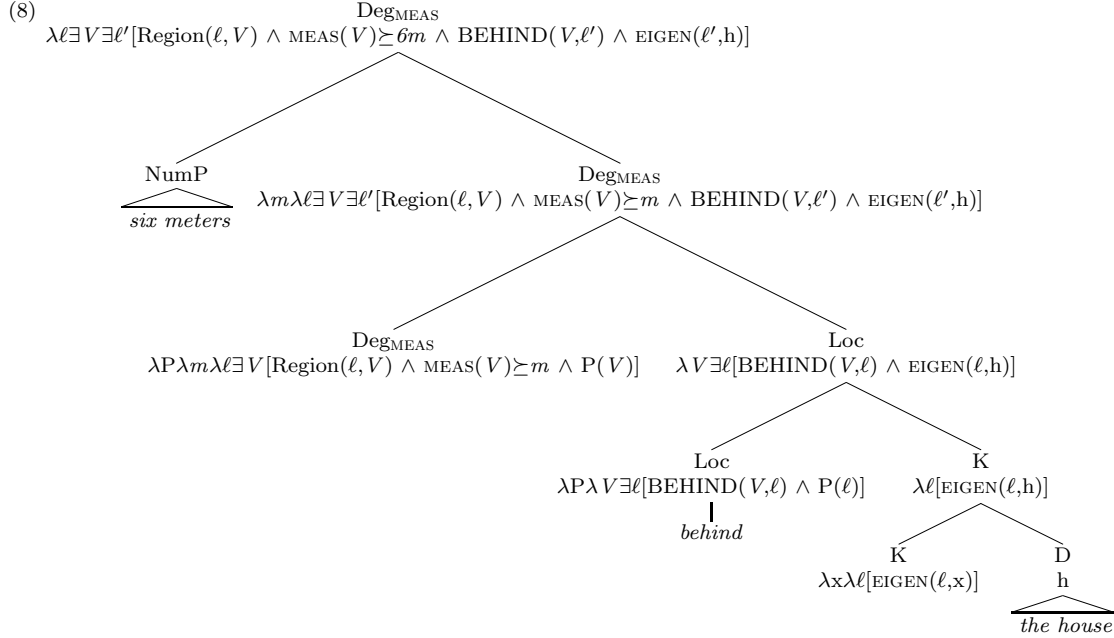 (8)
Deg_MEAS
λℓ∃V∃ℓ′[Region(ℓ,V) ∧ MEAS(V)⪰6m ∧ BEHIND(V,ℓ′) ∧ EIGEN(ℓ′,h)]
NumP
six meters
Deg_MEAS
λmλℓ∃V∃ℓ′[Region(ℓ,V) ∧ MEAS(V)⪰m ∧ BEHIND(V,ℓ′) ∧ EIGEN(ℓ′,h)]
Deg_MEAS
λPλmλℓ∃V[Region(ℓ,V) ∧ MEAS(V)⪰m ∧ P(V)]
Loc
λV∃ℓ[BEHIND(V,ℓ) ∧ EIGEN(ℓ,h)]
Loc
λPλV∃ℓ[BEHIND(V,ℓ) ∧ P(ℓ)]
behind
K
λℓ[EIGEN(ℓ,h)]
K
λxλℓ[EIGEN(ℓ,x)]
D
h
the house